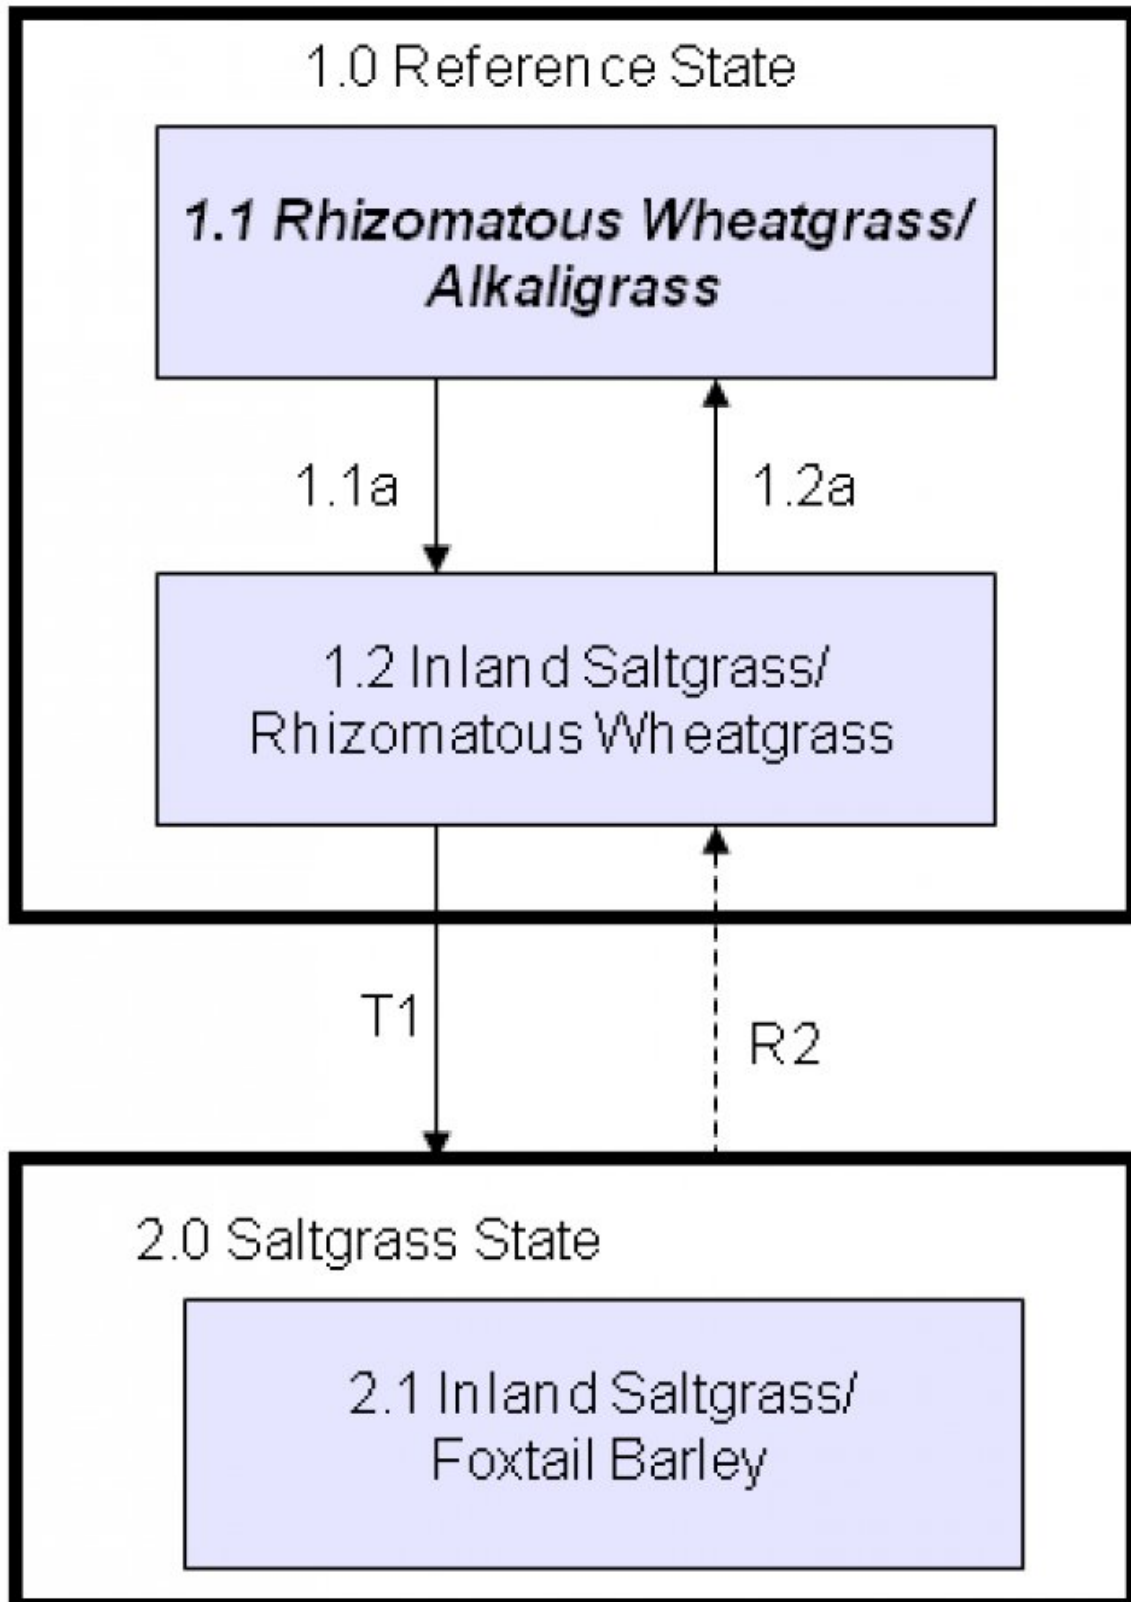 1.0 Reference State
1.1 Rhizomatous Wheatgrass/
Alkaligrass
1.1a
1.2a
1.2 Inland Saltgrass/
Rhizomatous Wheatgrass
T1
R2
2.0 Saltgrass State
2.1 Inland Saltgrass/
Foxtail Barley